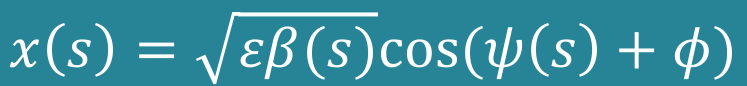 x(s) = √εβ(s)cos(ψ(s) + ϕ)